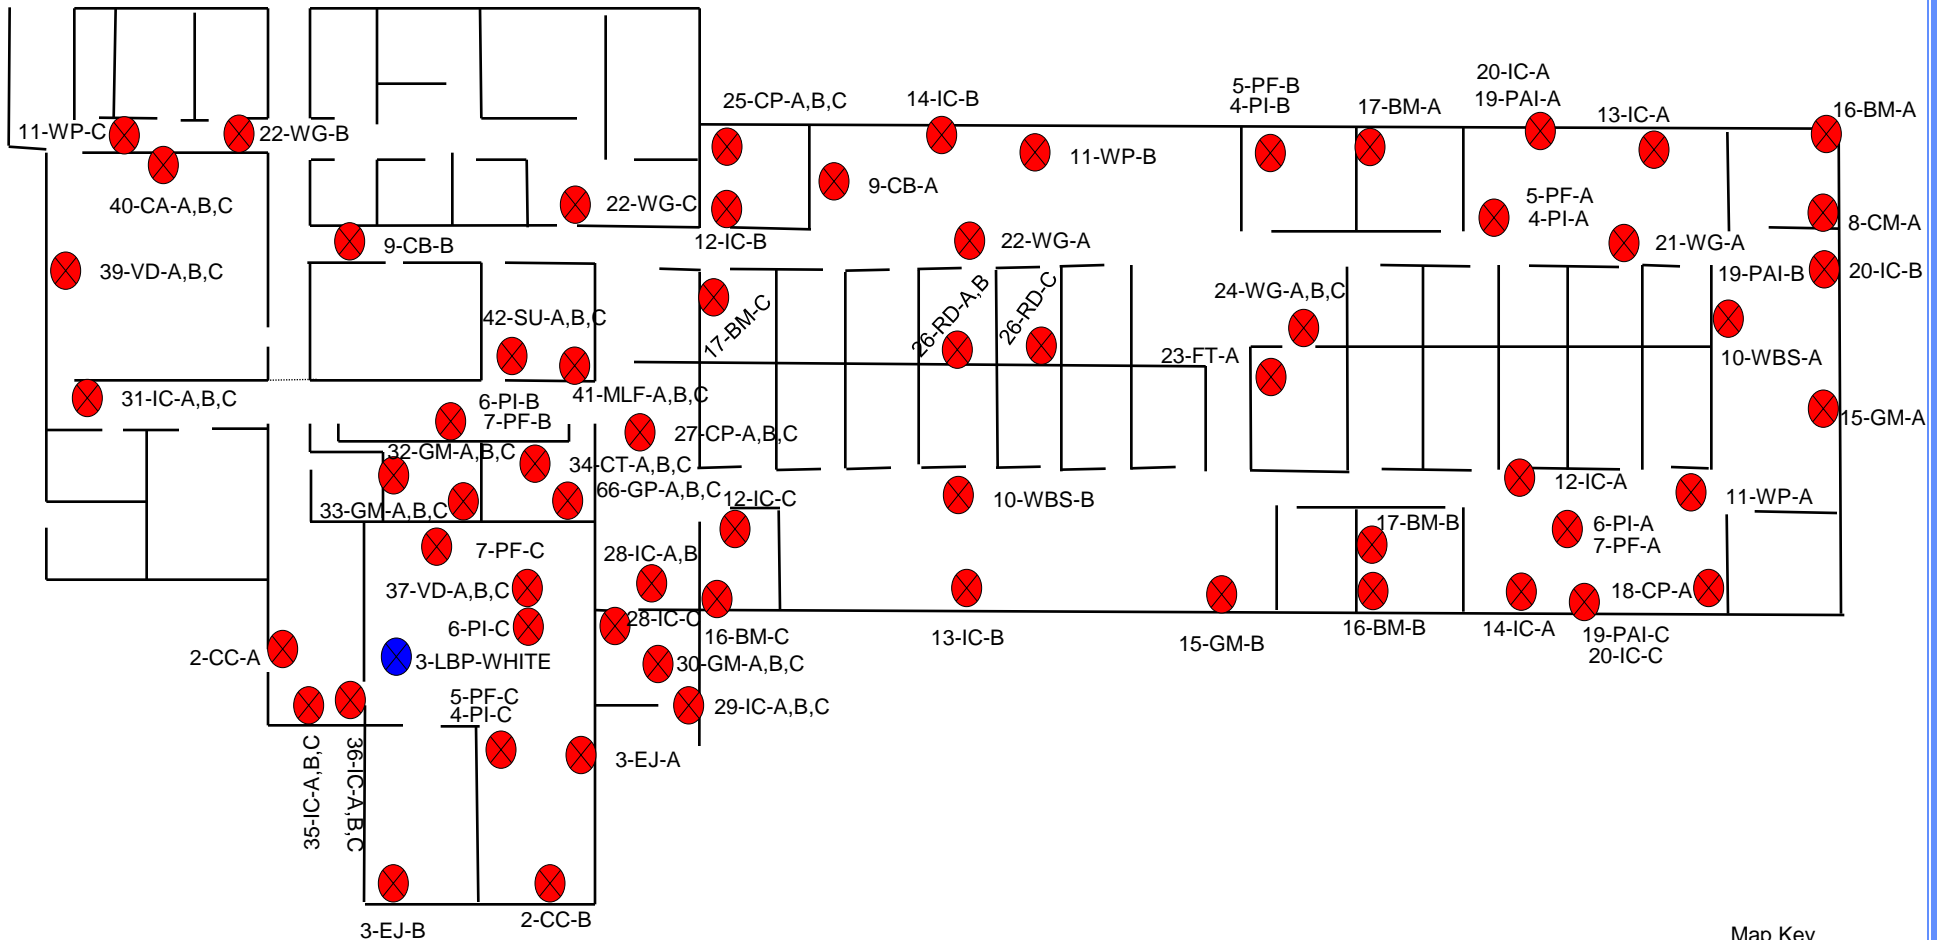 20-IC-A
5-PF-B
25-CP-A,B,C
14-IC-B
4-PI-B
17-BM-A
19-PAI-A
13-IC-A
16-BM-A
11-WP-C
22-WG-B
11-WP-B
9-CB-A
40-CA-A,B,C
22-WG-C
5-PF-A
4-PI-A
8-CM-A
9-CB-B
12-IC-B
22-WG-A
21-WG-A
39-VD-A,B,C
19-PAI-B
20-IC-B
24-WG-A,B,C
42-SU-A,B,C
17-BM-C
26-RD-A,B
26-RD-C
23-FT-A
10-WBS-A
31-IC-A,B,C
41-MLF-A,B,C
6-PI-B
7-PF-B
15-GM-A
27-CP-A,B,C
32-GM-A,B,C
34-CT-A,B,C
66-GP-A,B,C
12-IC-C
10-WBS-B
12-IC-A
11-WP-A
33-GM-A,B,C
17-BM-B
6-PI-A
7-PF-A
7-PF-C
28-IC-A,B
37-VD-A,B,C
18-CP-A
6-PI-C
28-IC-C
16-BM-C
13-IC-B
15-GM-B
16-BM-B
14-IC-A
19-PAI-C
20-IC-C
2-CC-A
3-LBP-WHITE
30-GM-A,B,C
5-PF-C
4-PI-C
29-IC-A,B,C
35-IC-A,B,C
36-IC-A,B,C
3-EJ-A
3-EJ-B
2-CC-B
Map Key